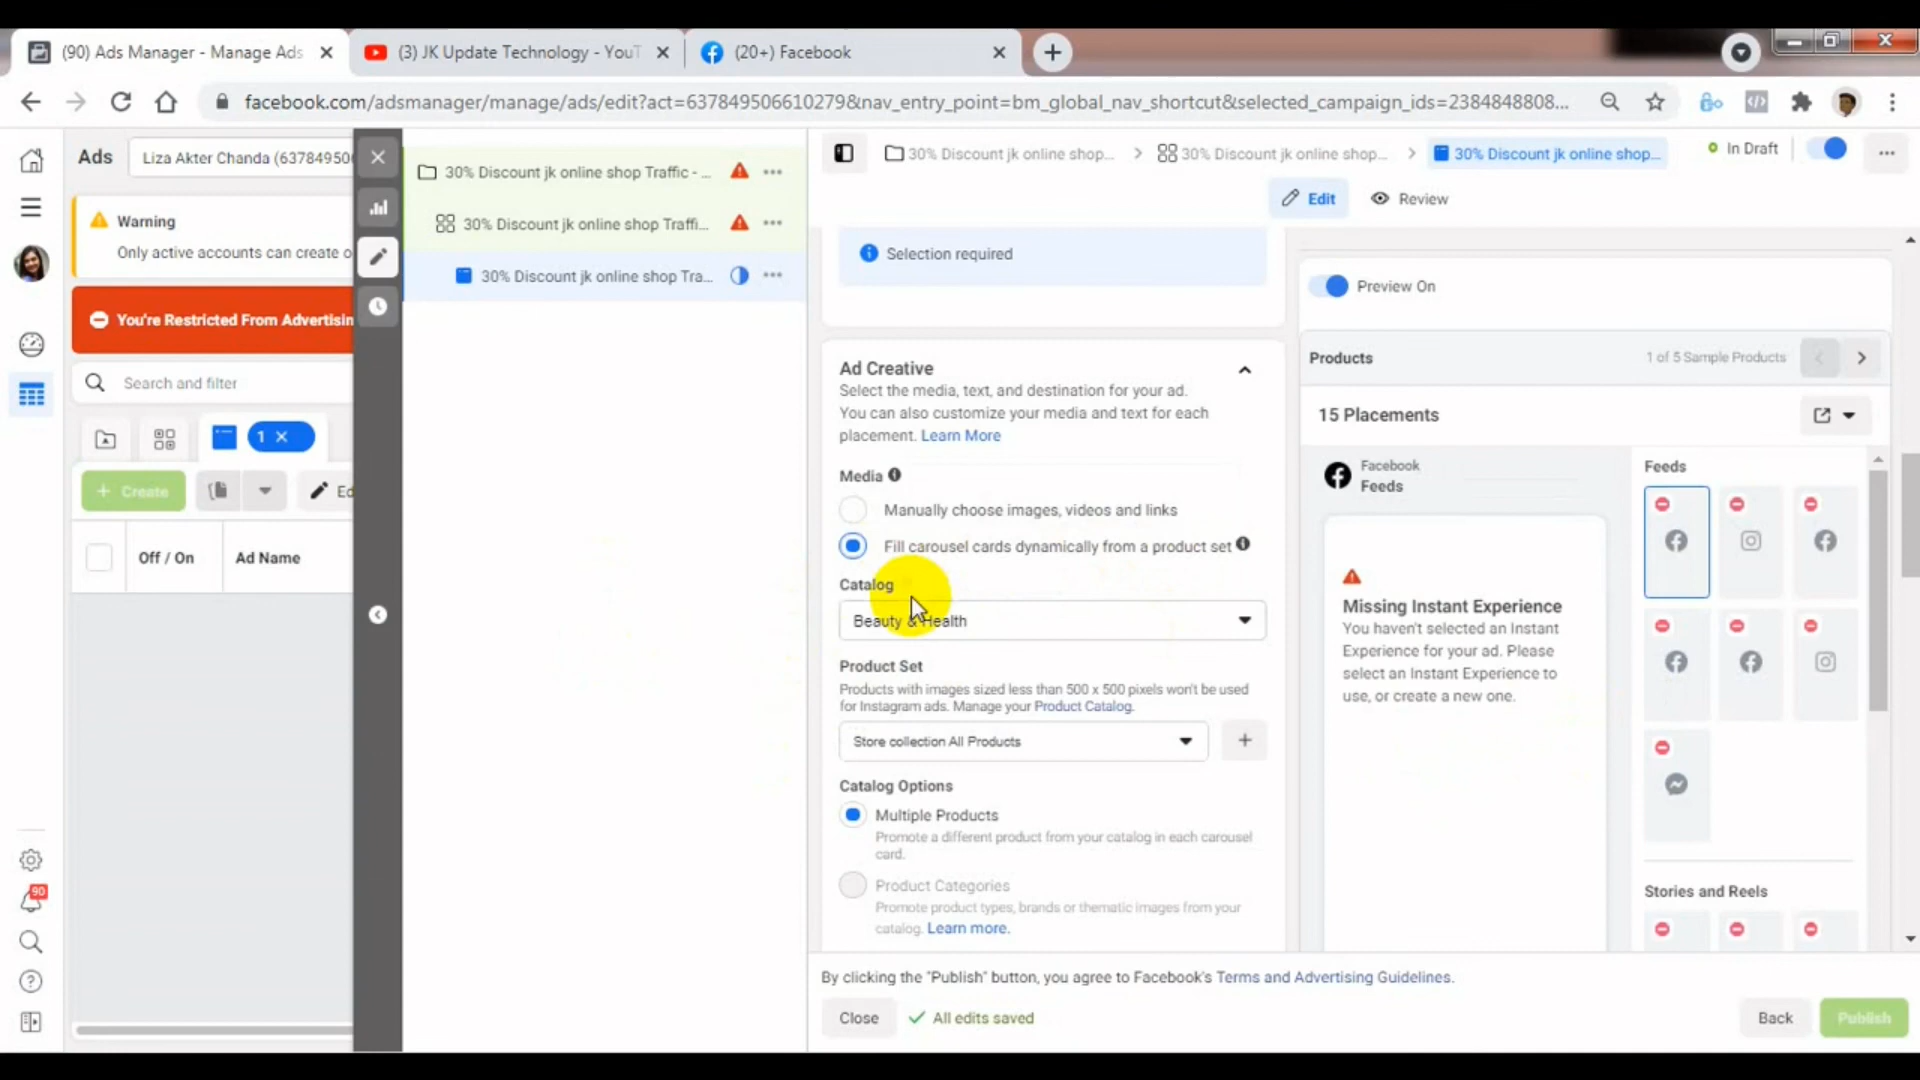 (90) Ads Manager - Manage Ads
(3) JK Update Technology - YouT
(20+) Facebook
facebook.com/adsmanager/manage/ads/edit?act=637849506610279&nav_entry_point=bm_global_nav_shortcut&selected_campaign_ids=2384848808...
Ads
Liza Akter Chanda (63784950
Warning
Only active accounts can create o
You're Restricted From Advertisin
Search and filter
1
+ Create
Ed
Off / On
Ad Name
90
30% Discount jk online shop Traffic - ...
30% Discount jk online shop Traffi...
30% Discount jk online shop Tra...
30% Discount jk online shop...
30% Discount jk online shop...
30% Discount jk online shop...
In Draft
Edit
Review
Selection required
Ad Creative
Select the media, text, and destination for your ad.
You can also customize your media and text for each
placement. Learn More
Media
Manually choose images, videos and links
Fill carousel cards dynamically from a product set
Catalog
Beauty & Health
Product Set
Products with images sized less than 500 x 500 pixels won't be used
for Instagram ads. Manage your Product Catalog.
Store collection All Products
Catalog Options
Multiple Products
Promote a different product from your catalog in each carousel
card.
Product Categories
Promote product types, brands or thematic images from your
catalog. Learn more.
Preview On
Products
1 of 5 Sample Products
15 Placements
Facebook
Feeds
Missing Instant Experience
You haven't selected an Instant
Experience for your ad. Please
select an Instant Experience to
use, or create a new one.
Feeds
Stories and Reels
By clicking the "Publish" button, you agree to Facebook's Terms and Advertising Guidelines.
Close
All edits saved
Back
Publish